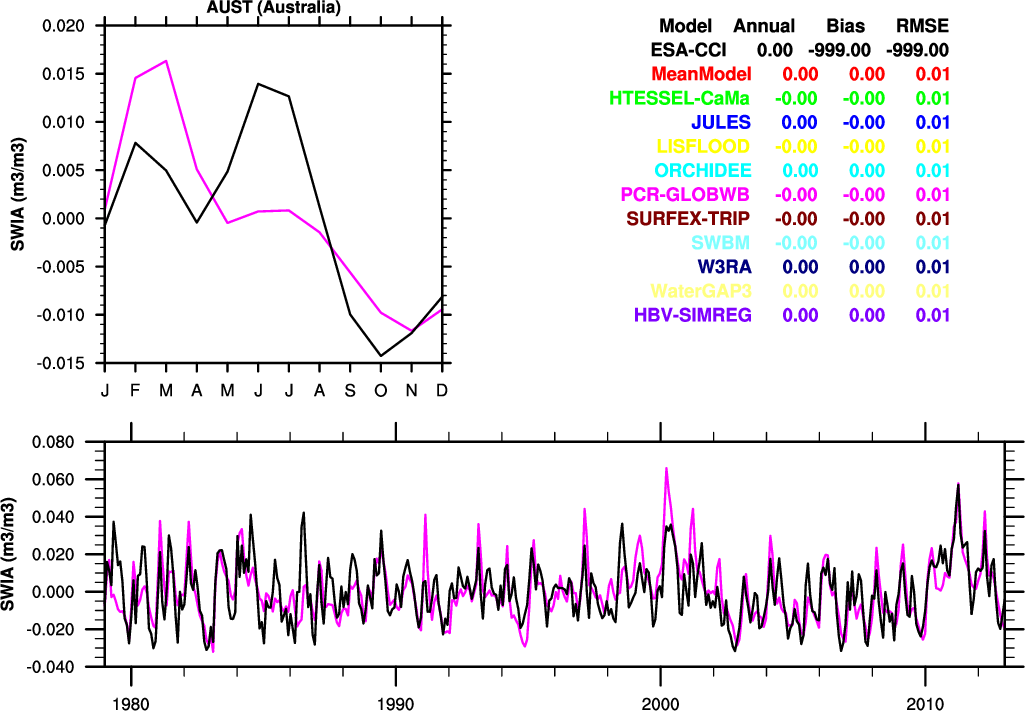 AUST (Australia)
0.020
0.015
0.010
0.005
0.000
-0.005
-0.010
-0.015
SWIA (m3/m3)
J F M A M J J A S O N D
Model Annual Bias RMSE
ESA-CCI 0.00 -999.00 -999.00
MeanModel 0.00 0.00 0.01
HTESSEL-CaMa -0.00 -0.00 0.01
JULES 0.00 -0.00 0.01
LISFLOOD -0.00 -0.00 0.01
ORCHIDEE 0.00 0.00 0.01
PCR-GLOBWB -0.00 -0.00 0.01
SURFEX-TRIP -0.00 -0.00 0.01
SWBM -0.00 -0.00 0.01
W3RA 0.00 0.00 0.01
WaterGAP3 0.00 0.00 0.01
HBV-SIMREG 0.00 0.00 0.01
0.080
0.060
0.040
0.020
0.000
-0.020
-0.040
SWIA (m3/m3)
1980 1990 2000 2010